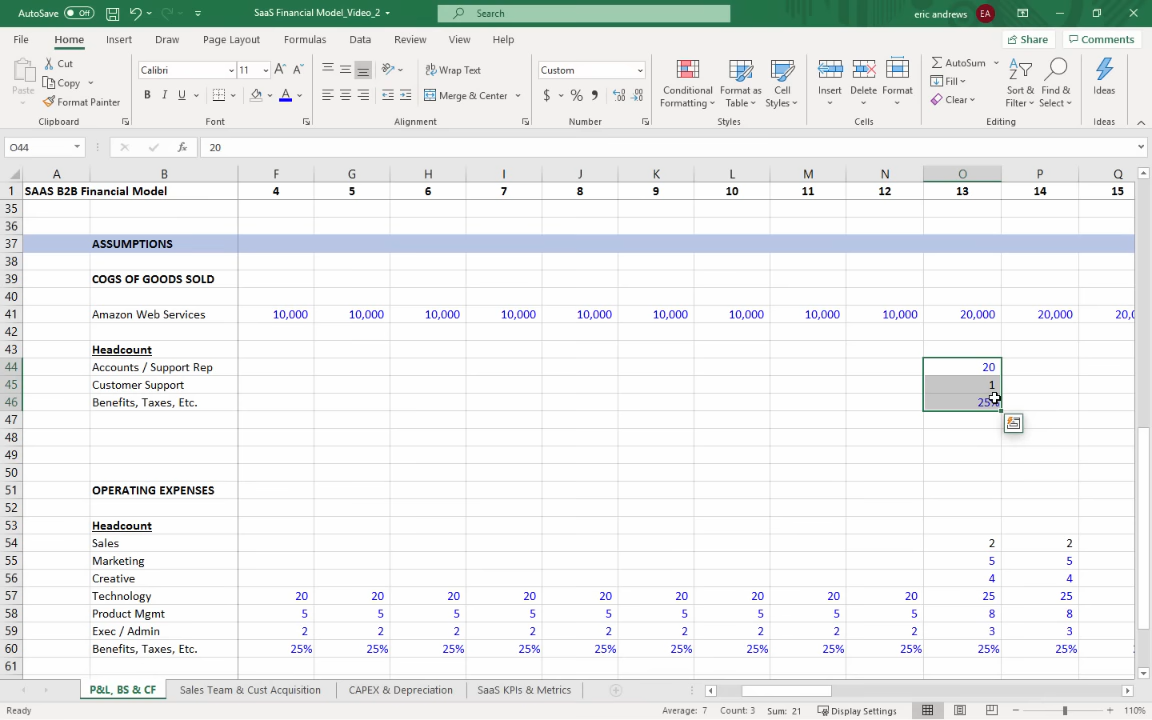 AutoSave Off SaaS Financial Model_Video_2 Search eric andrews EA
File Home Insert Draw Page Layout Formulas Data Review View Help Share Comments
Paste Cut Copy Format Painter
Calibri 11 B I U A
Wrap Text Merge & Center
Custom $ %
Conditional Formatting Format as Table Cell Styles
Insert Delete Format
AutoSum Fill Clear Sort & Filter Find & Select Ideas
Clipboard Font Alignment Number Styles Cells Editing Ideas
O44 fx 20
A B F G H I J K L M N O P Q
1 SAAS B2B Financial Model 4 5 6 7 8 9 10 11 12 13 14 15
35
36
37 ASSUMPTIONS
38
39 COGS OF GOODS SOLD
40
41 Amazon Web Services 10,000 10,000 10,000 10,000 10,000 10,000 10,000 10,000 10,000 20,000 20,000 20,0
42
43 Headcount
44 Accounts / Support Rep 20
45 Customer Support 1
46 Benefits, Taxes, Etc. 25%
47
48
49
50
51 OPERATING EXPENSES
52
53 Headcount
54 Sales 2 2
55 Marketing 5 5
56 Creative 4 4
57 Technology 20 20 20 20 20 20 20 20 20 25 25
58 Product Mgmt 5 5 5 5 5 5 5 5 5 8 8
59 Exec / Admin 2 2 2 2 2 2 2 2 2 3 3
60 Benefits, Taxes, Etc. 25% 25% 25% 25% 25% 25% 25% 25% 25% 25% 25%
61
P&L, BS & CF Sales Team & Cust Acquisition CAPEX & Depreciation SaaS KPIs & Metrics
Ready Average: 7 Count: 3 Sum: 21 Display Settings 110%